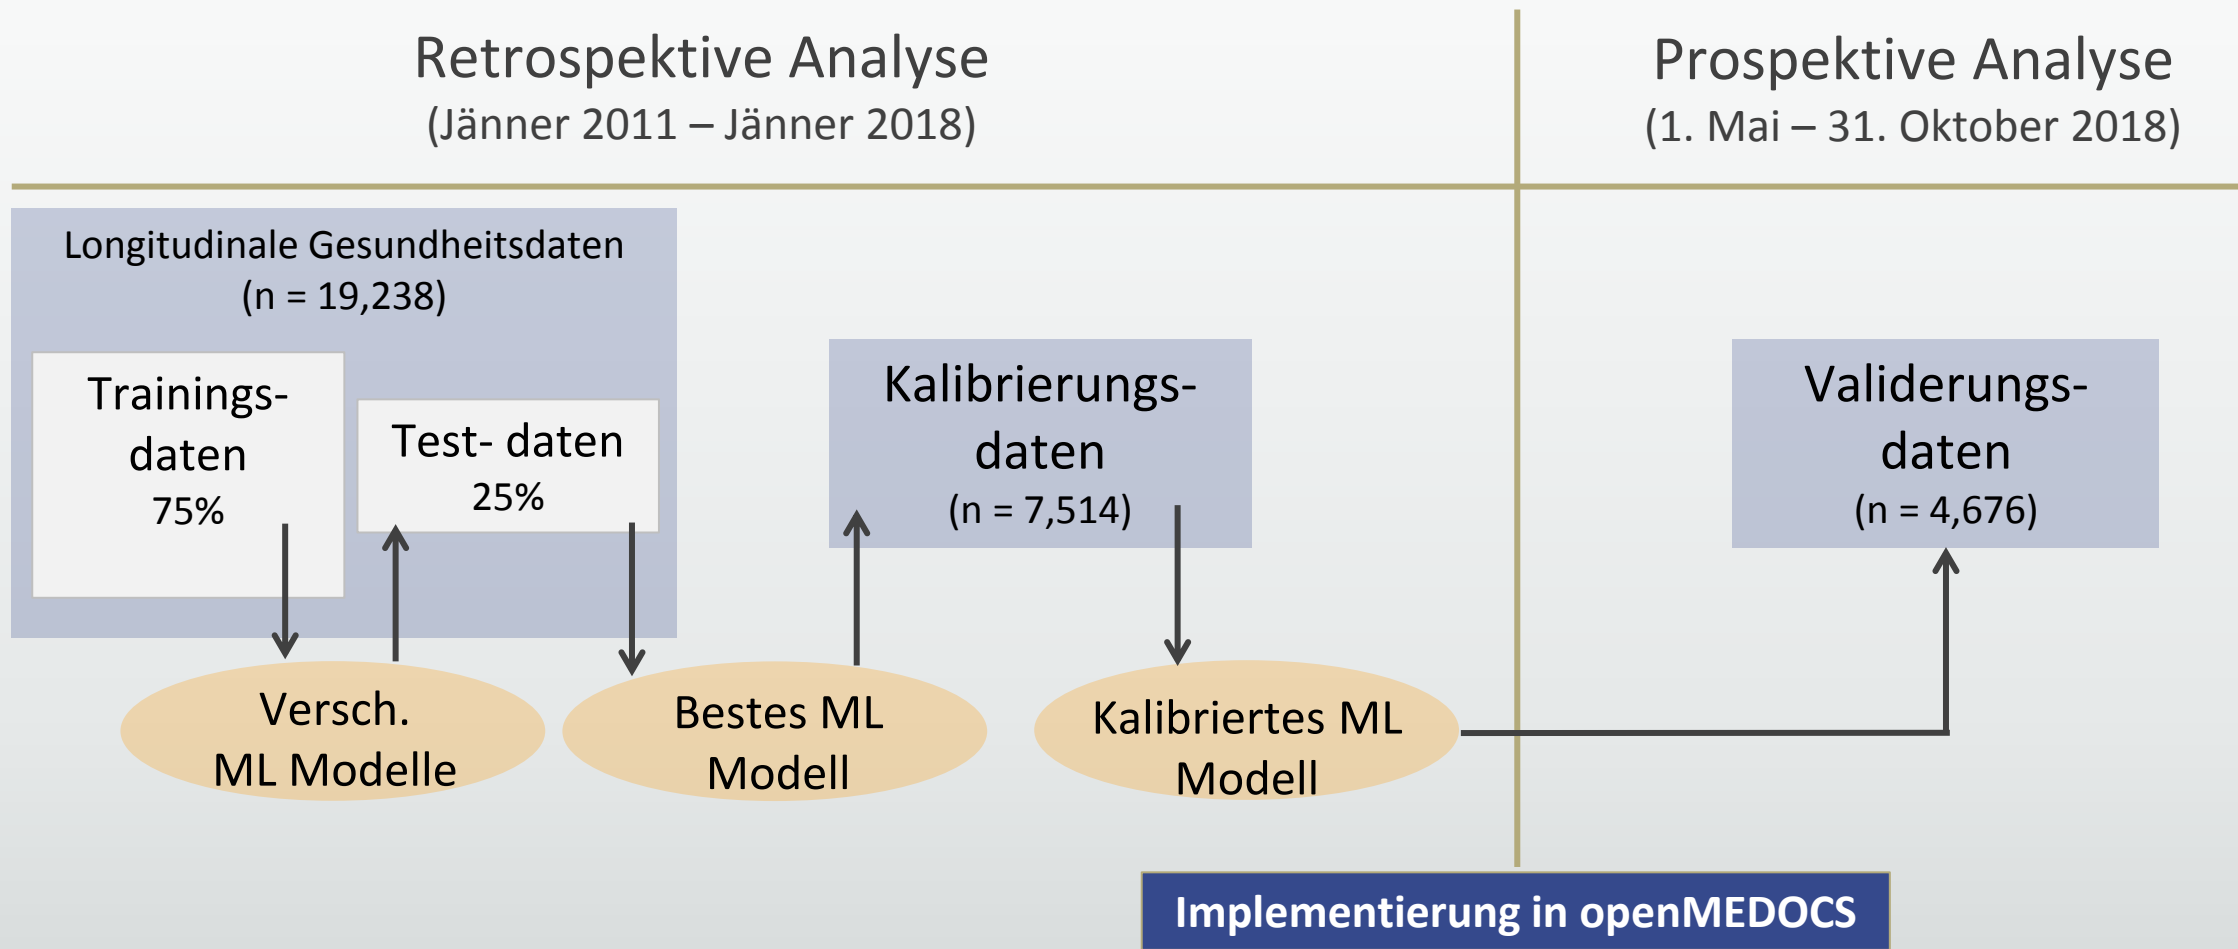 Retrospektive Analyse
(Jänner 2011 – Jänner 2018)
Prospektive Analyse
(1. Mai – 31. Oktober 2018)
Longitudinale Gesundheitsdaten
(n = 19,238)
Trainings-
daten
75%
Test- daten
25%
Kalibrierungs-
daten
(n = 7,514)
Validerungs-
daten
(n = 4,676)
Versch.
ML Modelle
Bestes ML
Modell
Kalibriertes ML
Modell
Implementierung in openMEDOCS